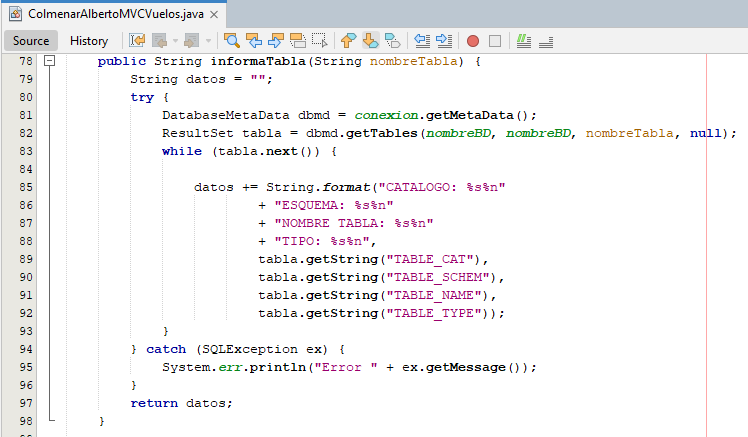 ColmenarAlbertoMVCVuelos.java
Source History
78 public String informaTabla(String nombreTabla) {
79 String datos = "";
80 try {
81 DatabaseMetaData dbmd = conexion.getMetaData();
82 ResultSet tabla = dbmd.getTables(nombreBD, nombreBD, nombreTabla, null);
83 while (tabla.next()) {
84
85 datos += String.format("CATALOGO: %s%n"
86 + "ESQUEMA: %s%n"
87 + "NOMBRE TABLA: %s%n"
88 + "TIPO: %s%n",
89 tabla.getString("TABLE_CAT"),
90 tabla.getString("TABLE_SCHEM"),
91 tabla.getString("TABLE_NAME"),
92 tabla.getString("TABLE_TYPE"));
93 }
94 } catch (SQLException ex) {
95 System.err.println("Error " + ex.getMessage());
96 }
97 return datos;
98 }